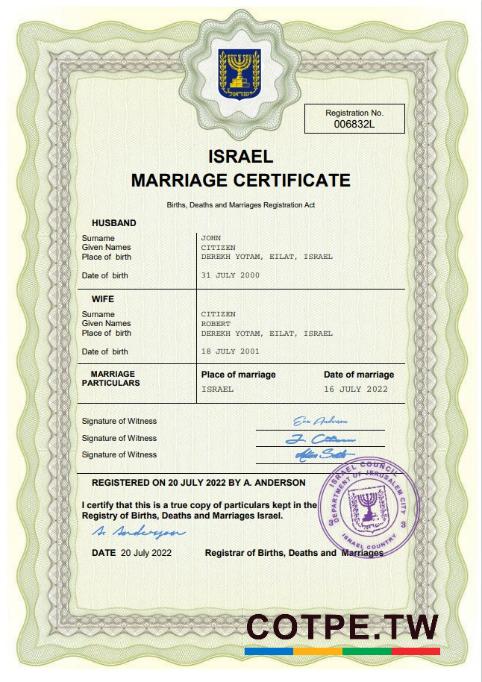 ישראל
Registration No.
006832L
ISRAEL
MARRIAGE CERTIFICATE
Births, Deaths and Marriages Registration Act
HUSBAND
Surname JOHN
Given Names CITIZEN
Place of birth DEREKH YOTAM, EILAT, ISRAEL
Date of birth 31 JULY 2000
WIFE
Surname CITIZEN
Given Names ROBERT
Place of birth DEREKH YOTAM, EILAT, ISRAEL
Date of birth 18 JULY 2001
MARRIAGE PARTICULARS
Place of marriage Date of marriage
ISRAEL 16 JULY 2022
Signature of Witness
Signature of Witness
Signature of Witness
REGISTERED ON 20 JULY 2022 BY A. ANDERSON
I certify that this is a true copy of particulars kept in the
Registry of Births, Deaths and Marriages Israel.
A. Anderson
DATE 20 July 2022 Registrar of Births, Deaths and Marriages
ISRAEL COUNCIL
DEPARTMENT OF JERUSALEM CITY
ISRAEL COUNTRY
COTPE.TW